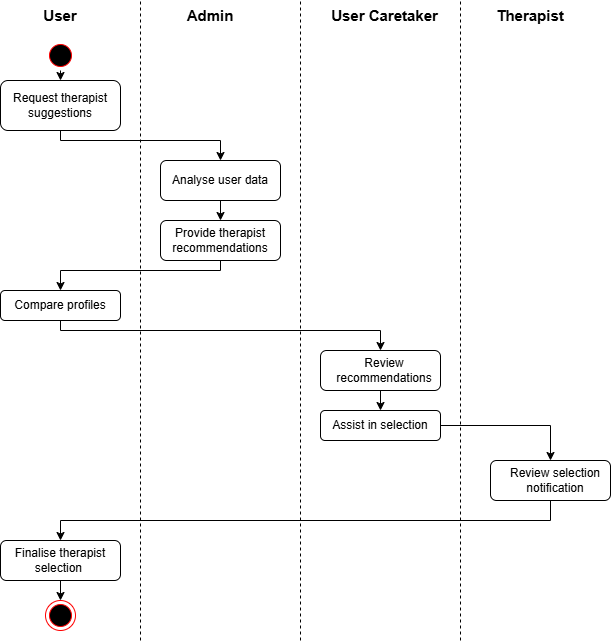 User
Admin
User Caretaker
Therapist
Request therapist
suggestions
Analyse user data
Provide therapist
recommendations
Compare profiles
Review
recommendations
Assist in selection
Review selection
notification
Finalise therapist
selection